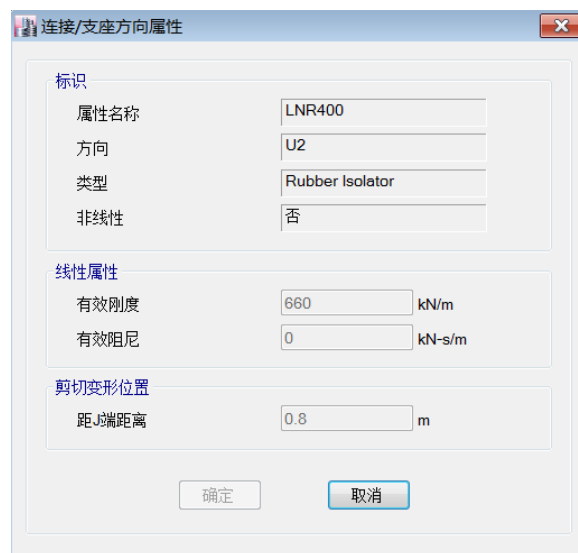 连接/支座方向属性
标识
属性名称 LNR400
方向 U2
类型 Rubber Isolator
非线性 否
线性属性
有效刚度 660 kN/m
有效阻尼 0 kN-s/m
剪切变形位置
距J端距离 0.8 m
确定 取消